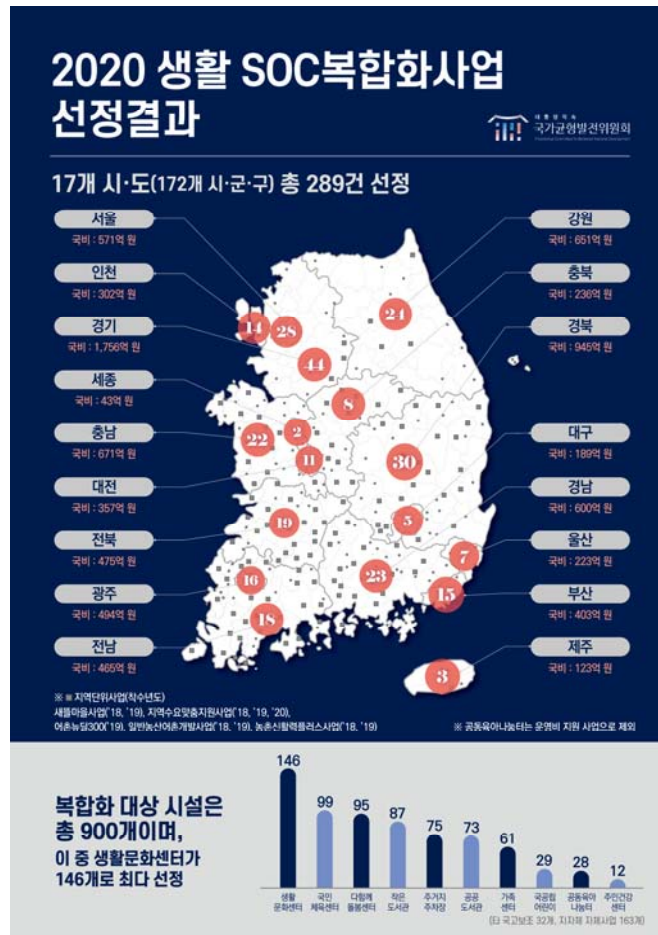 2020 생활 SOC복합화사업
선정결과
대통령직속
국가균형발전위원회
17개 시·도(172개 시·군·구) 총 289건 선정
서울
국비 : 571억 원
인천
국비 : 302억 원
경기
국비 : 1,756억 원
세종
국비 : 43억 원
충남
국비 : 671억 원
대전
국비 : 357억 원
전북
국비 : 475억 원
광주
국비 : 494억 원
전남
국비 : 465억 원
강원
국비 : 651억 원
충북
국비 : 236억 원
경북
국비 : 945억 원
대구
국비 : 189억 원
경남
국비 : 600억 원
울산
국비 : 223억 원
부산
국비 : 403억 원
제주
국비 : 123억 원
14
28
24
44
8
22
2
11
30
19
5
7
16
23
15
18
3
※ ■ 지역단위사업(착수년도)
새뜰마을사업('18, '19), 지역수요맞춤지원사업('18, '19, '20),
어촌뉴딜300('19), 일반농산어촌개발사업('18, '19), 농촌신활력플러스사업('18, '19)
※ 공동육아나눔터는 운영비 지원 사업으로 제외
복합화 대상 시설은
총 900개이며,
이 중 생활문화센터가
146개로 최다 선정
146
99
95
87
75
73
61
29
28
12
생활
문화센터
국민
체육센터
다함께
돌봄센터
작은
도서관
주거지
주차장
공공
도서관
가족
센터
국공립
어린이
공동육아
나눔터
주민건강
센터
(타 국고보조 32개, 지자체 자체사업 163개)